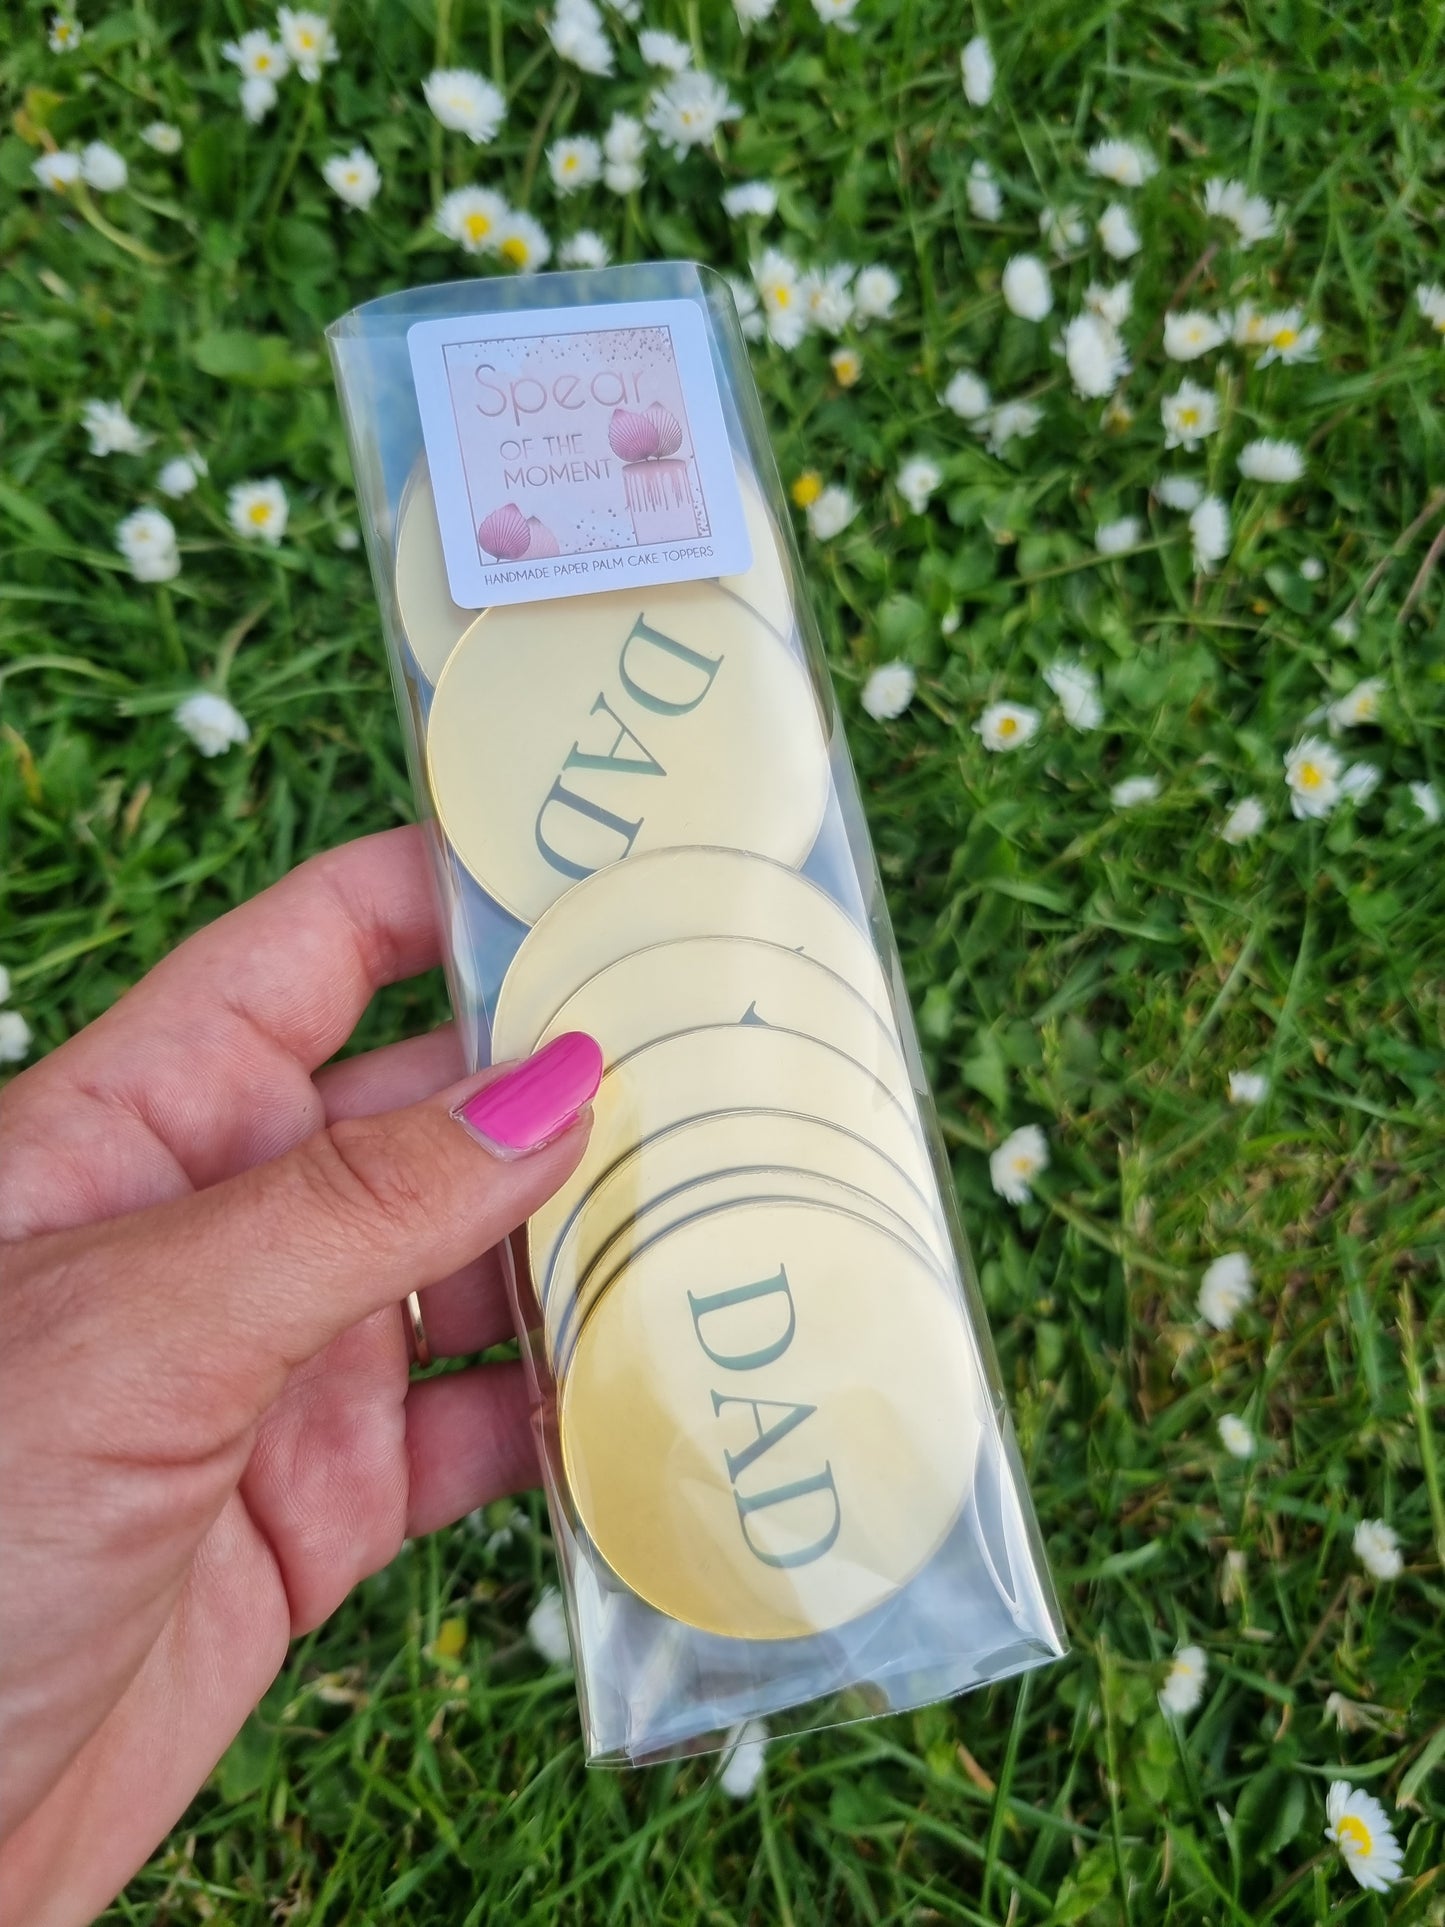 Spear
OF THE
MOMENT
HANDMADE PAPER PALM CAKE TOPPERS
DAD
DAD